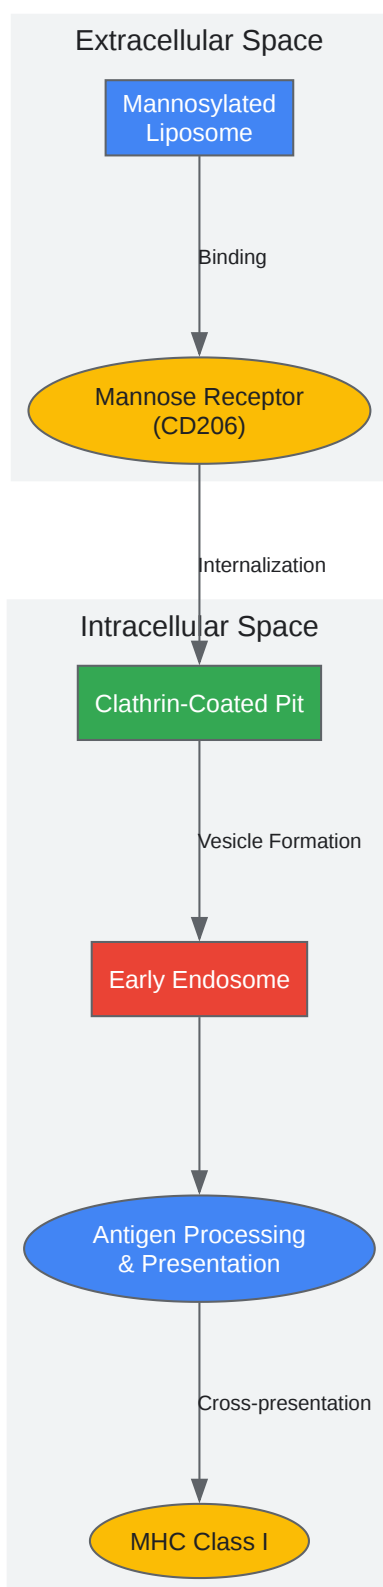 Extracellular Space
Mannosylated
Liposome
Binding
Mannose Receptor
(CD206)
Internalization
Intracellular Space
Clathrin-Coated Pit
Vesicle Formation
Early Endosome
Antigen Processing
& Presentation
Cross-presentation
MHC Class I